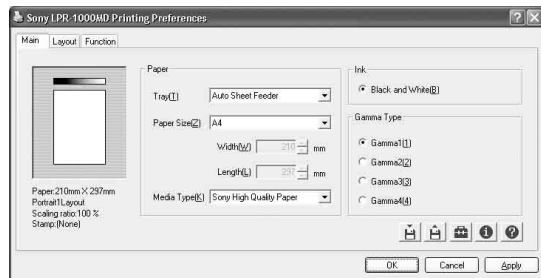 Sony LPR-1000MD Printing Preferences
Main Layout Function
Paper
Tray(T) Auto Sheet Feeder
Paper Size(Z) A4
Width(W) 210 mm
Length(L) 297 mm
Media Type(K) Sony High Quality Paper
Ink
Black and White(B)
Gamma Type
Gamma1(1)
Gamma2(2)
Gamma3(3)
Gamma4(4)
Paper:210mm X 297mm
Portrait1Layout
Scaling ratio:100 %
Stamp:(None)
OK Cancel Apply